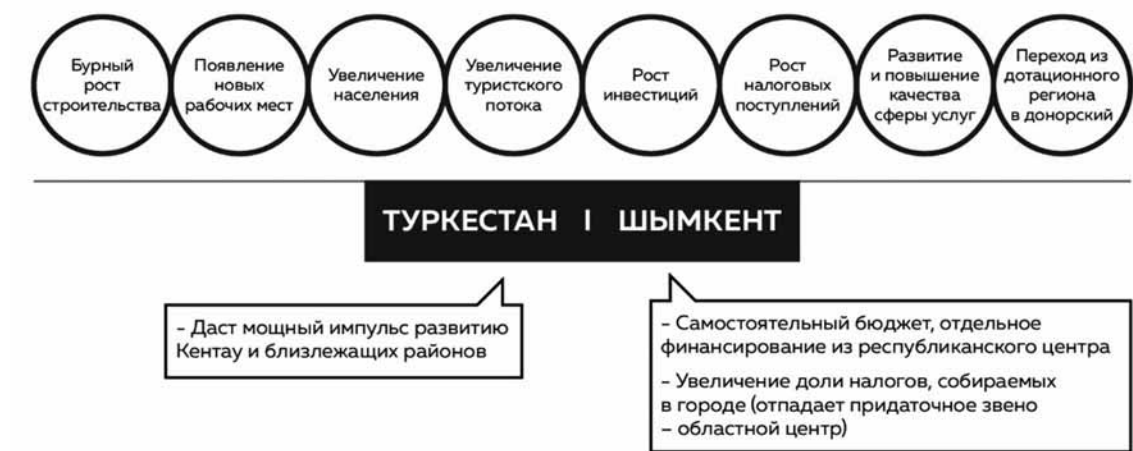 Бурный
рост
строительства
Появление
новых
рабочих мест
Увеличение
населения
Увеличение
туристского
потока
Рост
инвестиций
Рост
налоговых
поступлений
Развитие
и повышение
качества
сферы услуг
Переход из
дотационного
региона
в донорский
ТУРКЕСТАН | ШЫМКЕНТ
- Даст мощный импульс развитию
Кентау и близлежащих районов
- Самостоятельный бюджет, отдельное
финансирование из республиканского центра
- Увеличение доли налогов, собираемых
в городе (отпадает придаточное звено
– областной центр)